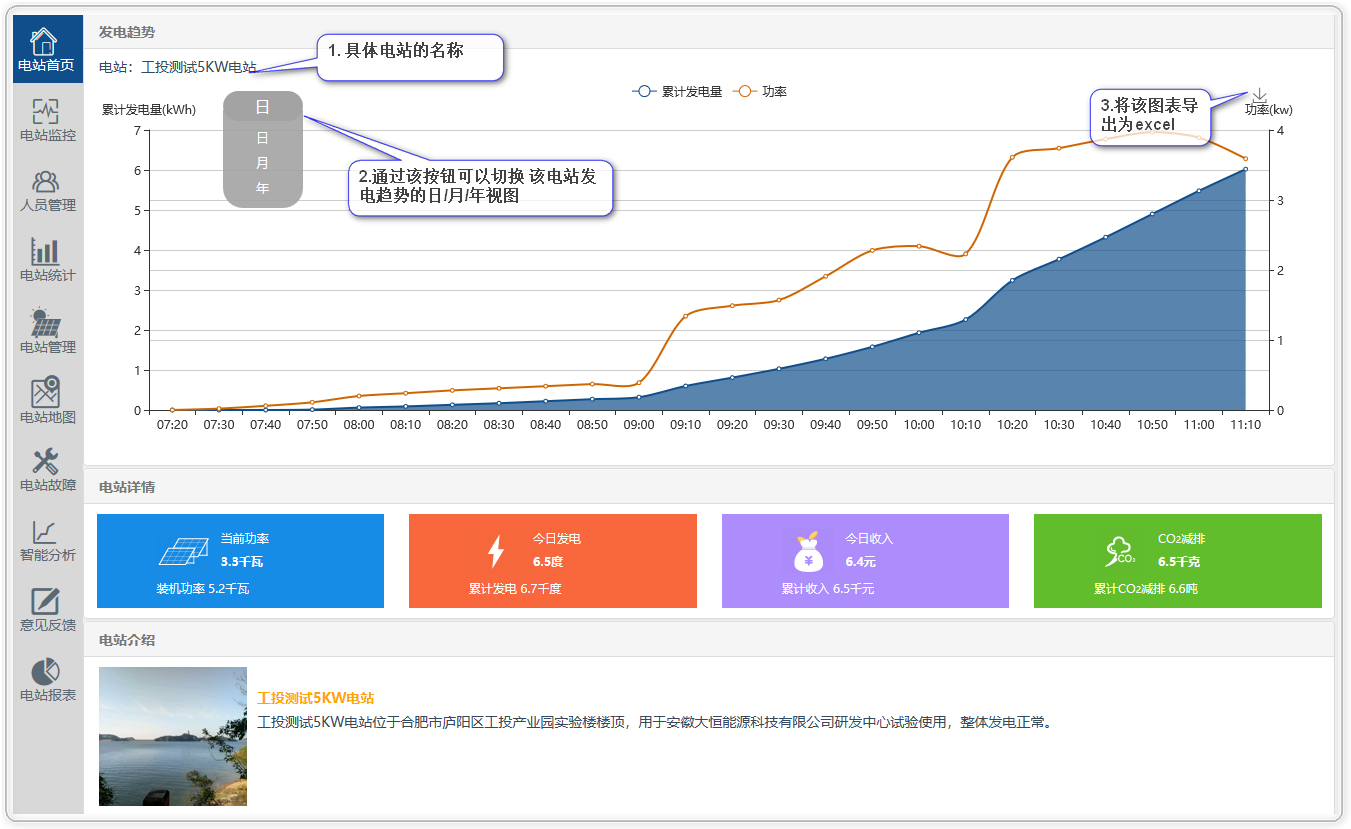 电站首页
电站监控
人员管理
电站统计
电站管理
电站地图
电站故障
智能分析
意见反馈
电站报表
发电趋势
电站：工投测试5KW电站
1. 具体电站的名称
累计发电量 功率
累计发电量(kWh)
功率(kw)
日
日
月
年
2.通过该按钮可以切换 该电站发
电趋势的日/月/年视图
3.将该图表导
出为excel
7
6
5
4
3
2
1
0
4
3
2
1
0
07:20 07:30 07:40 07:50 08:00 08:10 08:20 08:30 08:40 08:50 09:00 09:10 09:20 09:30 09:40 09:50 10:00 10:10 10:20 10:30 10:40 10:50 11:00 11:10
电站详情
当前功率
3.3千瓦
装机功率 5.2千瓦
今日发电
6.5度
累计发电 6.7千度
¥
今日收入
6.4元
累计收入 6.5千元
CO₂
CO2减排
6.5千克
累计CO2减排 6.6吨
电站介绍
工投测试5KW电站
工投测试5KW电站位于合肥市庐阳区工投产业园实验楼楼顶，用于安徽大恒能源科技有限公司研发中心试验使用，整体发电正常。